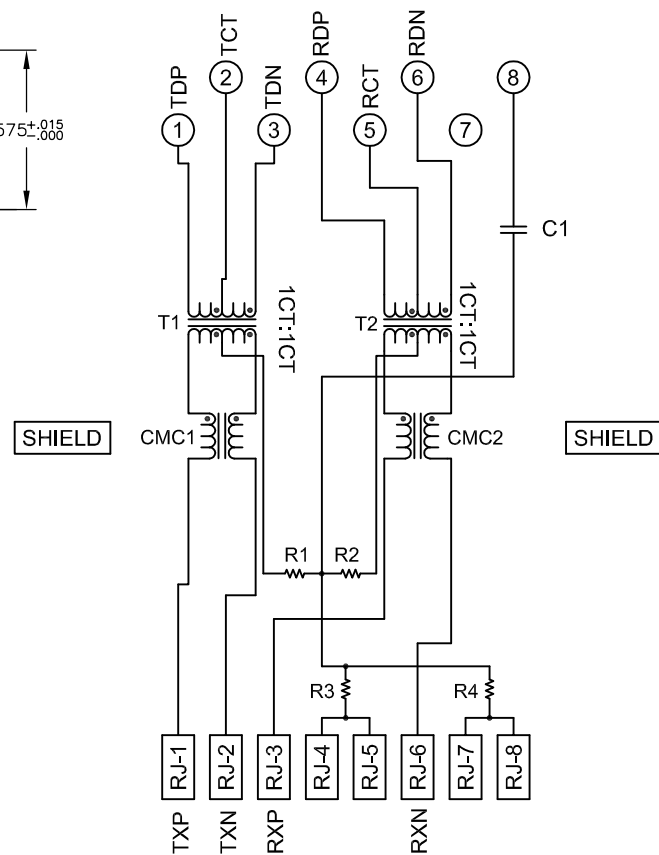 TCT
RDP
RDN
2
4
6
8
TDP
TDN
RCT
1
3
5
7
575+.015
-.000
C1
T1
1CT:1CT
T2
1CT:1CT
SHIELD
CMC1
CMC2
SHIELD
R1
R2
R3
R4
RJ-1
RJ-2
RJ-3
RJ-4
RJ-5
RJ-6
RJ-7
RJ-8
TXP
TXN
RXP
RXN